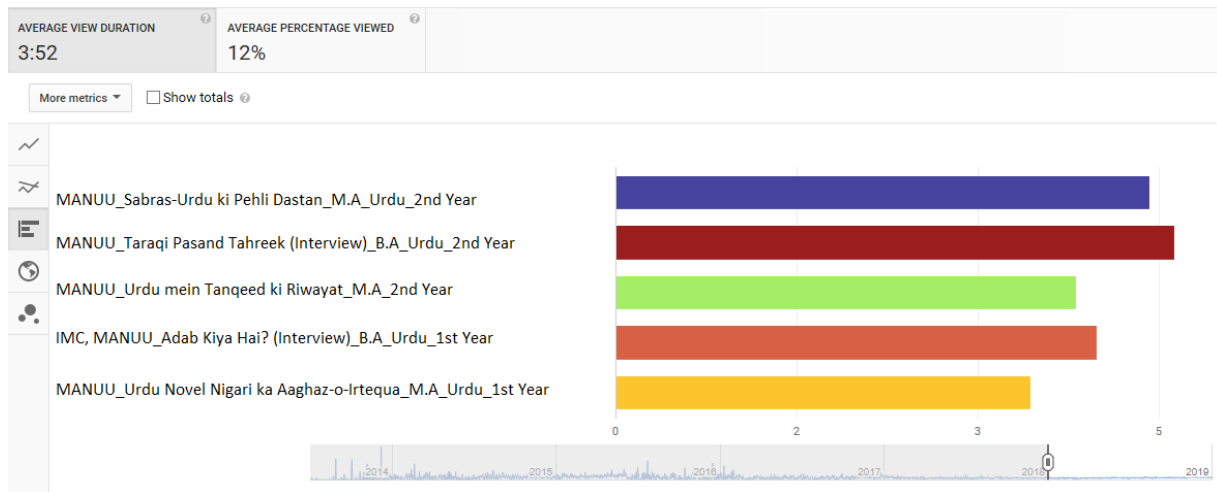 AVERAGE VIEW DURATION
3:52
AVERAGE PERCENTAGE VIEWED
12%
More metrics
Show totals
MANUU_Sabras-Urdu ki Pehli Dastan_M.A_Urdu_2nd Year
MANUU_Taraqi Pasand Tahreek (Interview)_B.A_Urdu_2nd Year
MANUU_Urdu mein Tanqeed ki Riwayat_M.A_2nd Year
IMC, MANUU_Adab Kiya Hai? (Interview)_B.A_Urdu_1st Year
MANUU_Urdu Novel Nigari ka Aaghaz-o-Irtequa_M.A_Urdu_1st Year
0 2 3 5
2014 2015 2016 2017 2018 2019